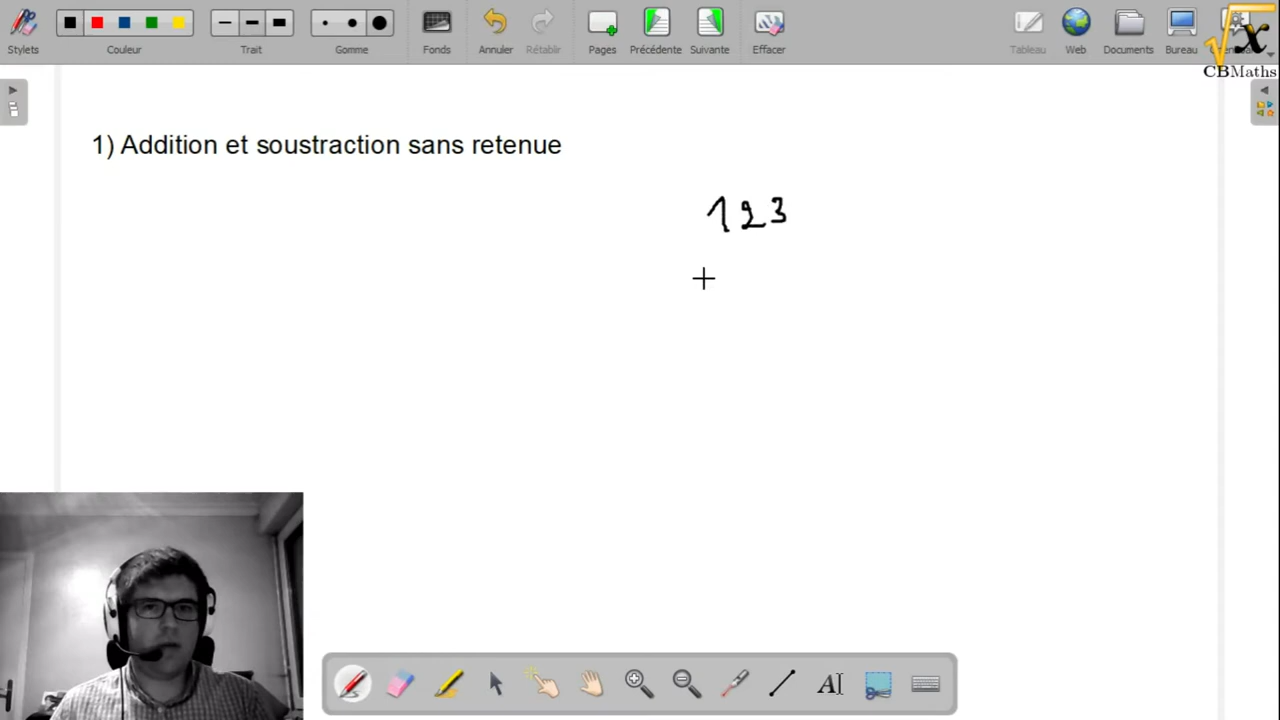 Stylets Couleur Trait Gomme Fonds Annuler Rétablir Pages Précédente Suivante Effacer Tableau Web Documents Bureau
√x
CBMaths
1) Addition et soustraction sans retenue
123
+
AI